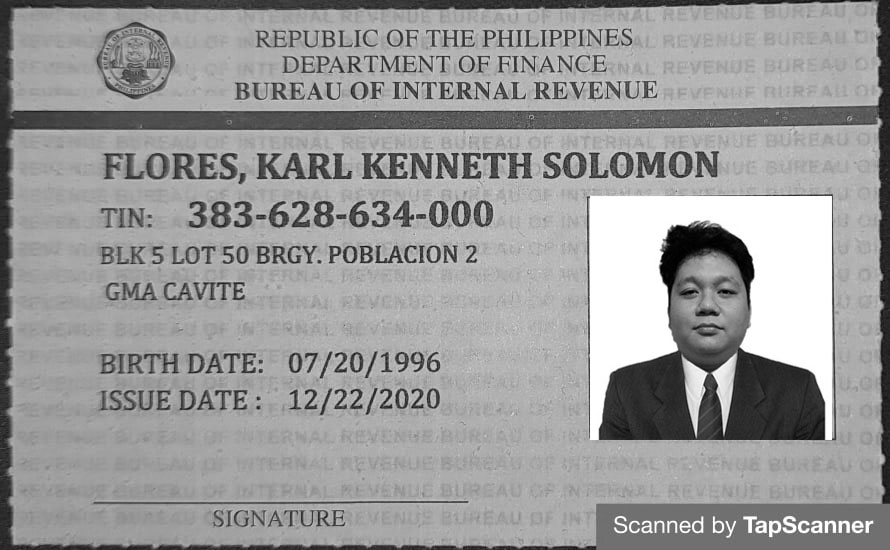 REPUBLIC OF THE PHILIPPINES
DEPARTMENT OF FINANCE
BUREAU OF INTERNAL REVENUE
FLORES, KARL KENNETH SOLOMON
TIN: 383-628-634-000
BLK 5 LOT 50 BRGY. POBLACION 2
GMA CAVITE
BIRTH DATE: 07/20/1996
ISSUE DATE : 12/22/2020
SIGNATURE
Scanned by TapScanner